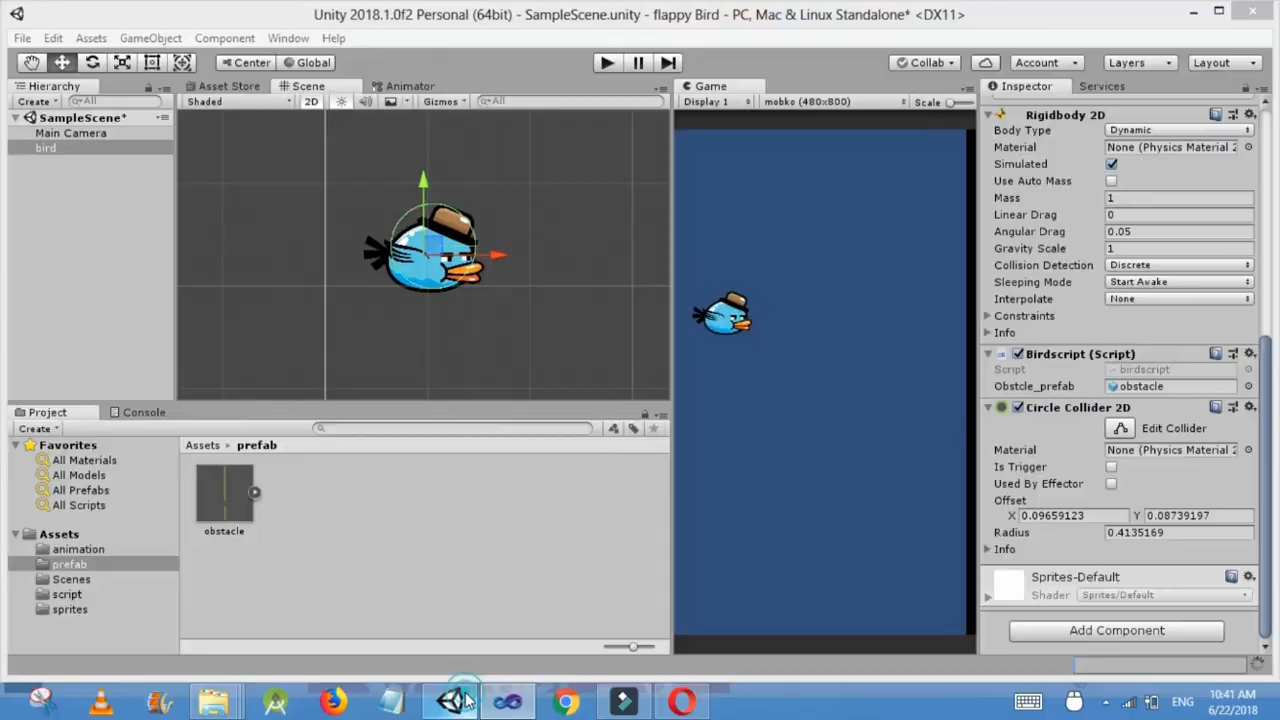 Unity 2018.1.0f2 Personal (64bit) - SampleScene.unity - flappy Bird - PC, Mac & Linux Standalone* <DX11>
File Edit Assets GameObject Component Window Help
Center Global Collab Account Layers Layout
Hierarchy Asset Store Scene Animator Game Inspector Services
Create All Shaded 2D Gizmos All Display 1 mobko (480x800) Scale
SampleScene*
Main Camera
bird
Rigidbody 2D
Body Type Dynamic
Material None (Physics Material 2
Simulated
Use Auto Mass
Mass 1
Linear Drag 0
Angular Drag 0.05
Gravity Scale 1
Collision Detection Discrete
Sleeping Mode Start Awake
Interpolate None
Constraints
Info
Birdscript (Script)
Script birdscript
Obstcle_prefab obstacle
Circle Collider 2D
Edit Collider
Material None (Physics Material 2
Is Trigger
Used By Effector
Offset
X 0.09659123 Y 0.08739197
Radius 0.4135169
Info
Sprites-Default
Shader Sprites/Default
Add Component
Project Console
Create
Favorites
All Materials
All Models
All Prefabs
All Scripts
Assets
animation
prefab
Scenes
script
sprites
Assets prefab
obstacle
ENG
10:41 AM
6/22/2018